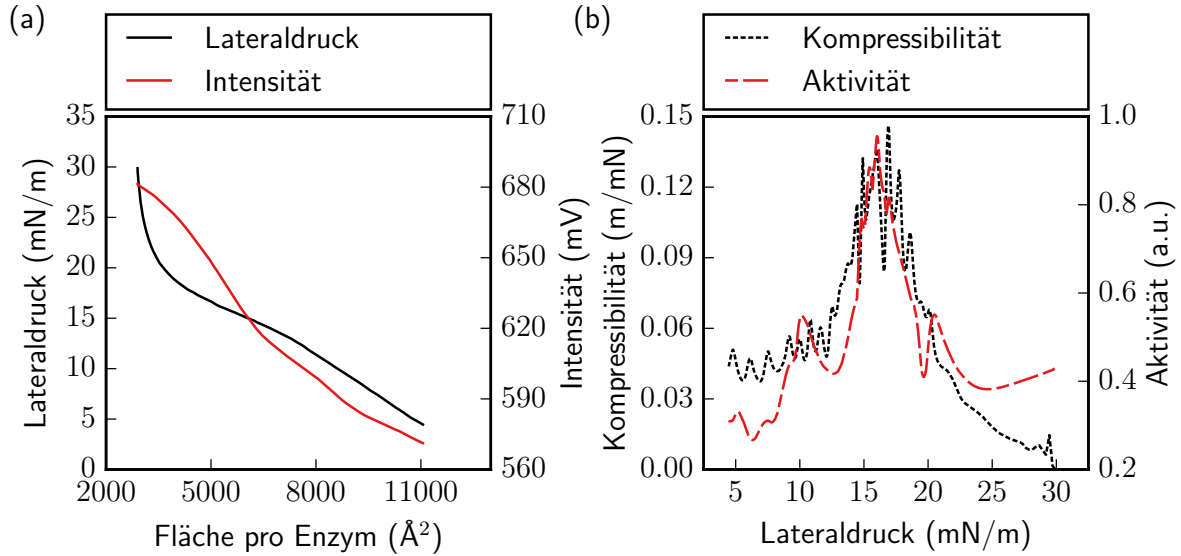 (a)
Lateraldruck
Intensität
35
30
25
20
15
10
5
0
Lateraldruck (mN/m)
710
680
650
620
590
560
Intensität (mV)
2000 5000 8000 11000
Fläche pro Enzym (Å²)
(b)
Kompressibilität
Aktivität
0.15
0.12
0.09
0.06
0.03
0.00
Kompressibilität (m/mN)
1.0
0.8
0.6
0.4
0.2
Aktivität (a.u.)
5 10 15 20 25 30
Lateraldruck (mN/m)